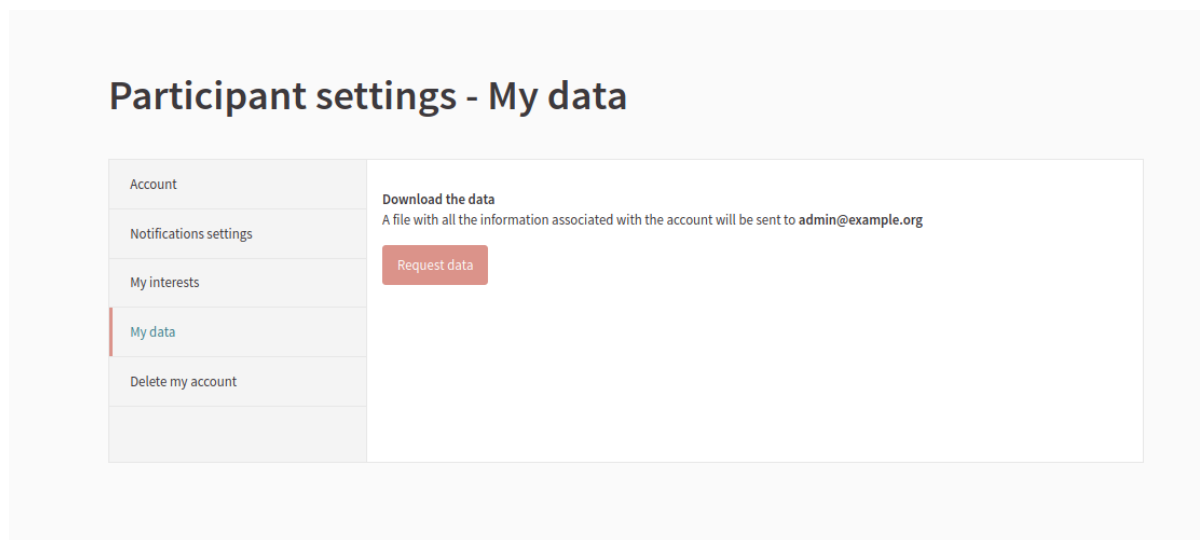 Participant settings - My data
Account
Notifications settings
My interests
My data
Delete my account
Download the data
A file with all the information associated with the account will be sent to admin@example.org
Request data